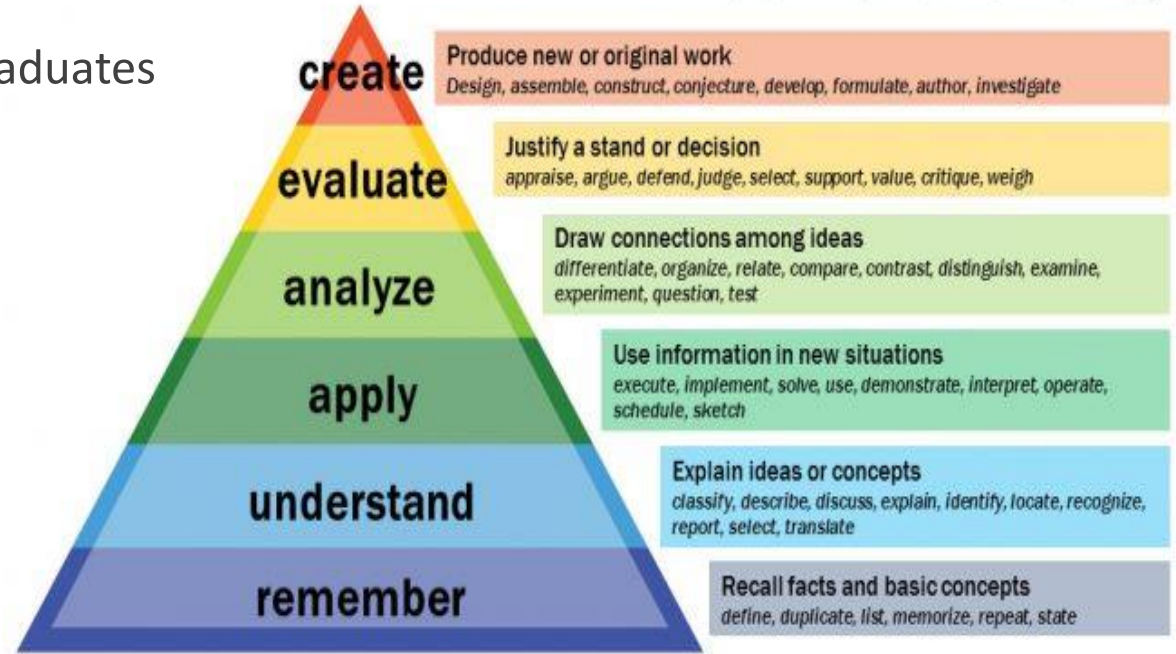 aduates
create
Produce new or original work
Design, assemble, construct, conjecture, develop, formulate, author, investigate
evaluate
Justify a stand or decision
appraise, argue, defend, judge, select, support, value, critique, weigh
analyze
Draw connections among ideas
differentiate, organize, relate, compare, contrast, distinguish, examine,
experiment, question, test
apply
Use information in new situations
execute, implement, solve, use, demonstrate, interpret, operate,
schedule, sketch
understand
Explain ideas or concepts
classify, describe, discuss, explain, identify, locate, recognize,
report, select, translate
remember
Recall facts and basic concepts
define, duplicate, list, memorize, repeat, state